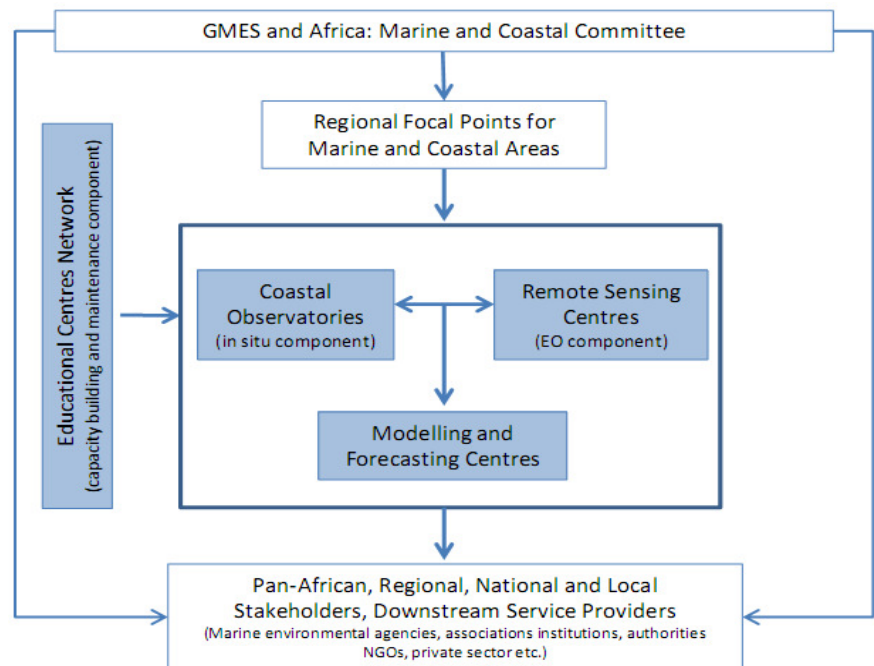 GMES and Africa: Marine and Coastal Committee
Regional Focal Points for
Marine and Coastal Areas
Educational Centres Network
(capacity building and maintenance component)
Coastal
Observatories
(in situ component)
Remote Sensing
Centres
(EO component)
Modelling and
Forecasting Centres
Pan-African, Regional, National and Local
Stakeholders, Downstream Service Providers
(Marine environmental agencies, associations institutions, authorities
NGOs, private sector etc.)